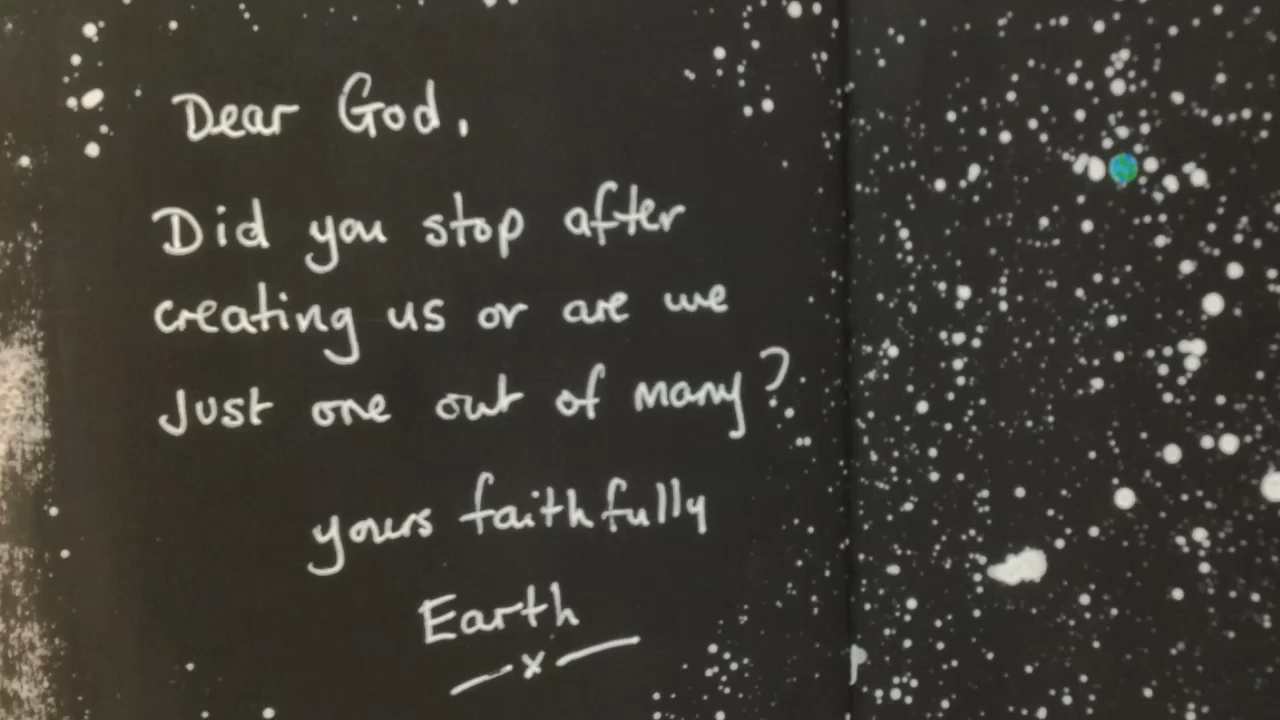 Dear God,
Did you stop after
creating us or are we
Just one out of many?
yours faithfully
Earth
x